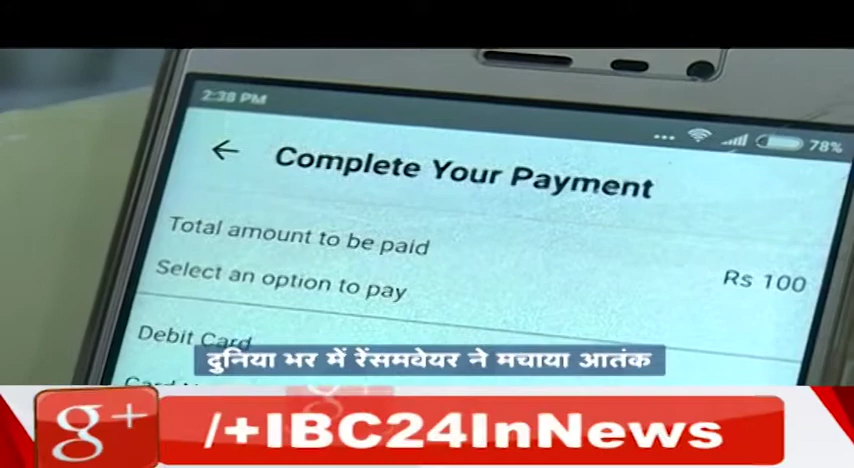 2:38 PM
78%
Complete Your Payment
Total amount to be paid
Rs 100
Select an option to pay
Debit Card
दुनिया भर में रेंसमवेयर ने मचाया आतंक
g+ /+IBC24InNews